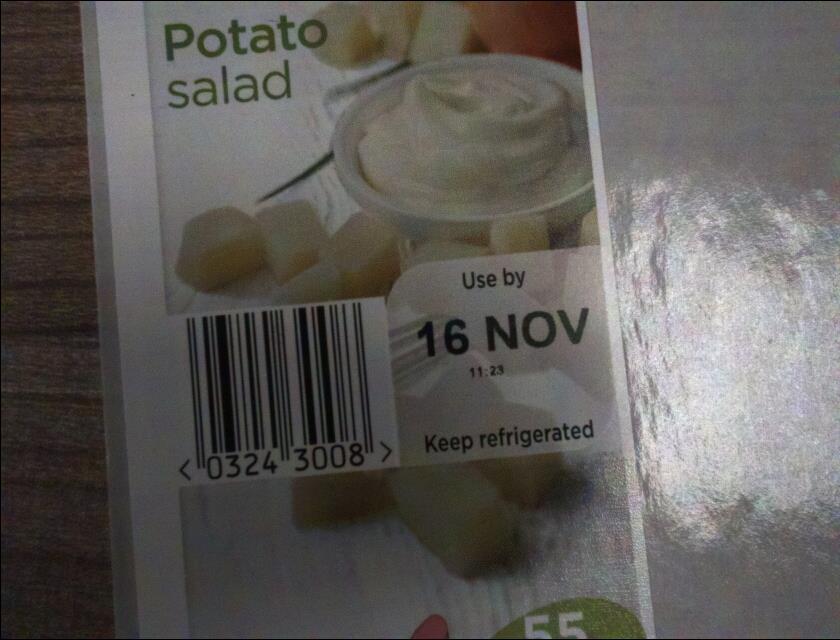 Potato
salad
Use by
16 NOV
11:23
Keep refrigerated
<0324 3008>
55